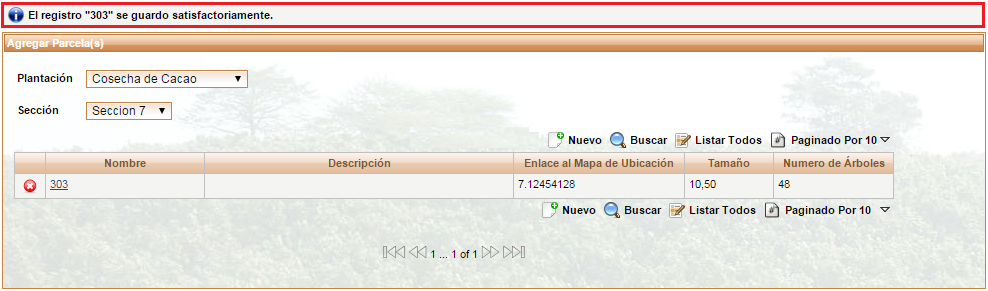 El registro "303" se guardo satisfactoriamente.
Agregar Parcela(s)
Plantación Cosecha de Cacao
Sección Seccion 7
Nuevo Buscar Listar Todos # Paginado Por 10
Nombre Descripción Enlace al Mapa de Ubicación Tamaño Numero de Árboles
303 7.12454128 10,50 48
Nuevo Buscar Listar Todos # Paginado Por 10
1 ... 1 of 1